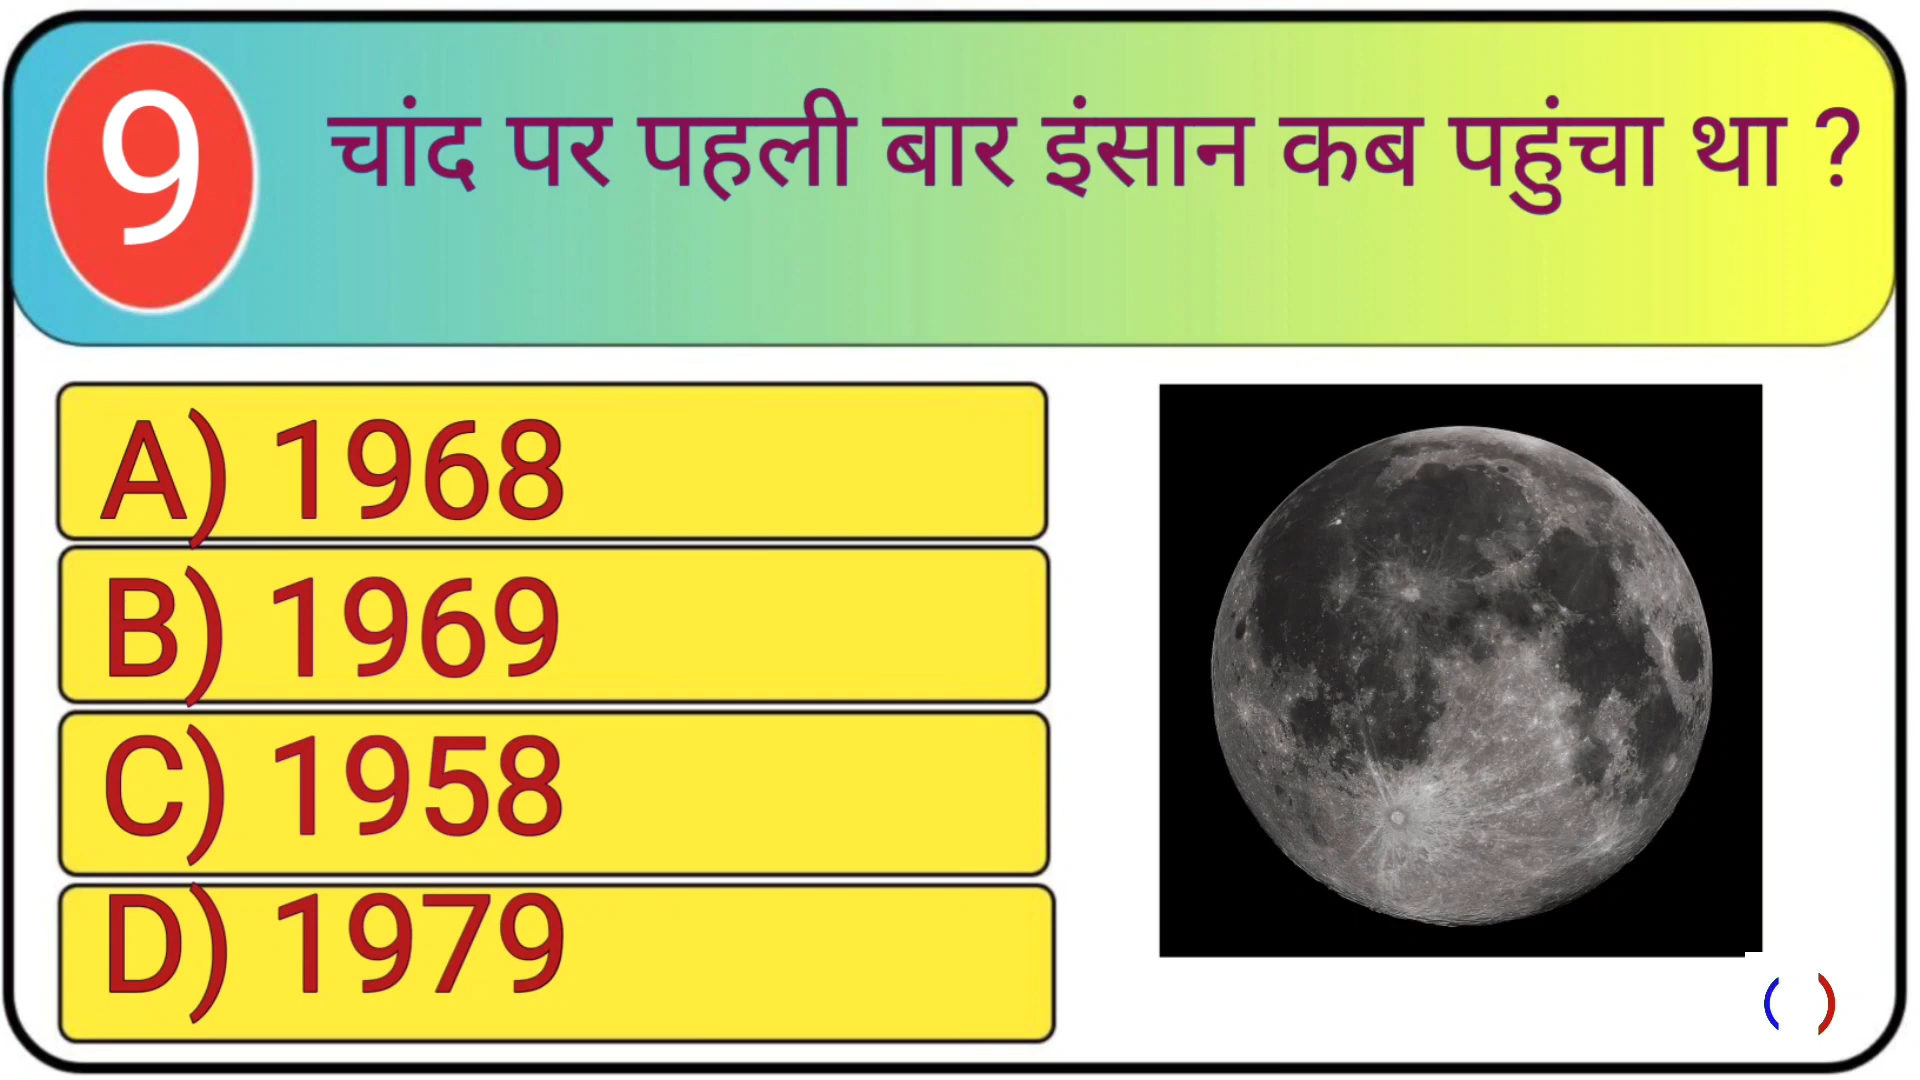 9
चांद पर पहली बार इंसान कब पहुंचा था ?
A) 1968
B) 1969
C) 1958
D) 1979
( )